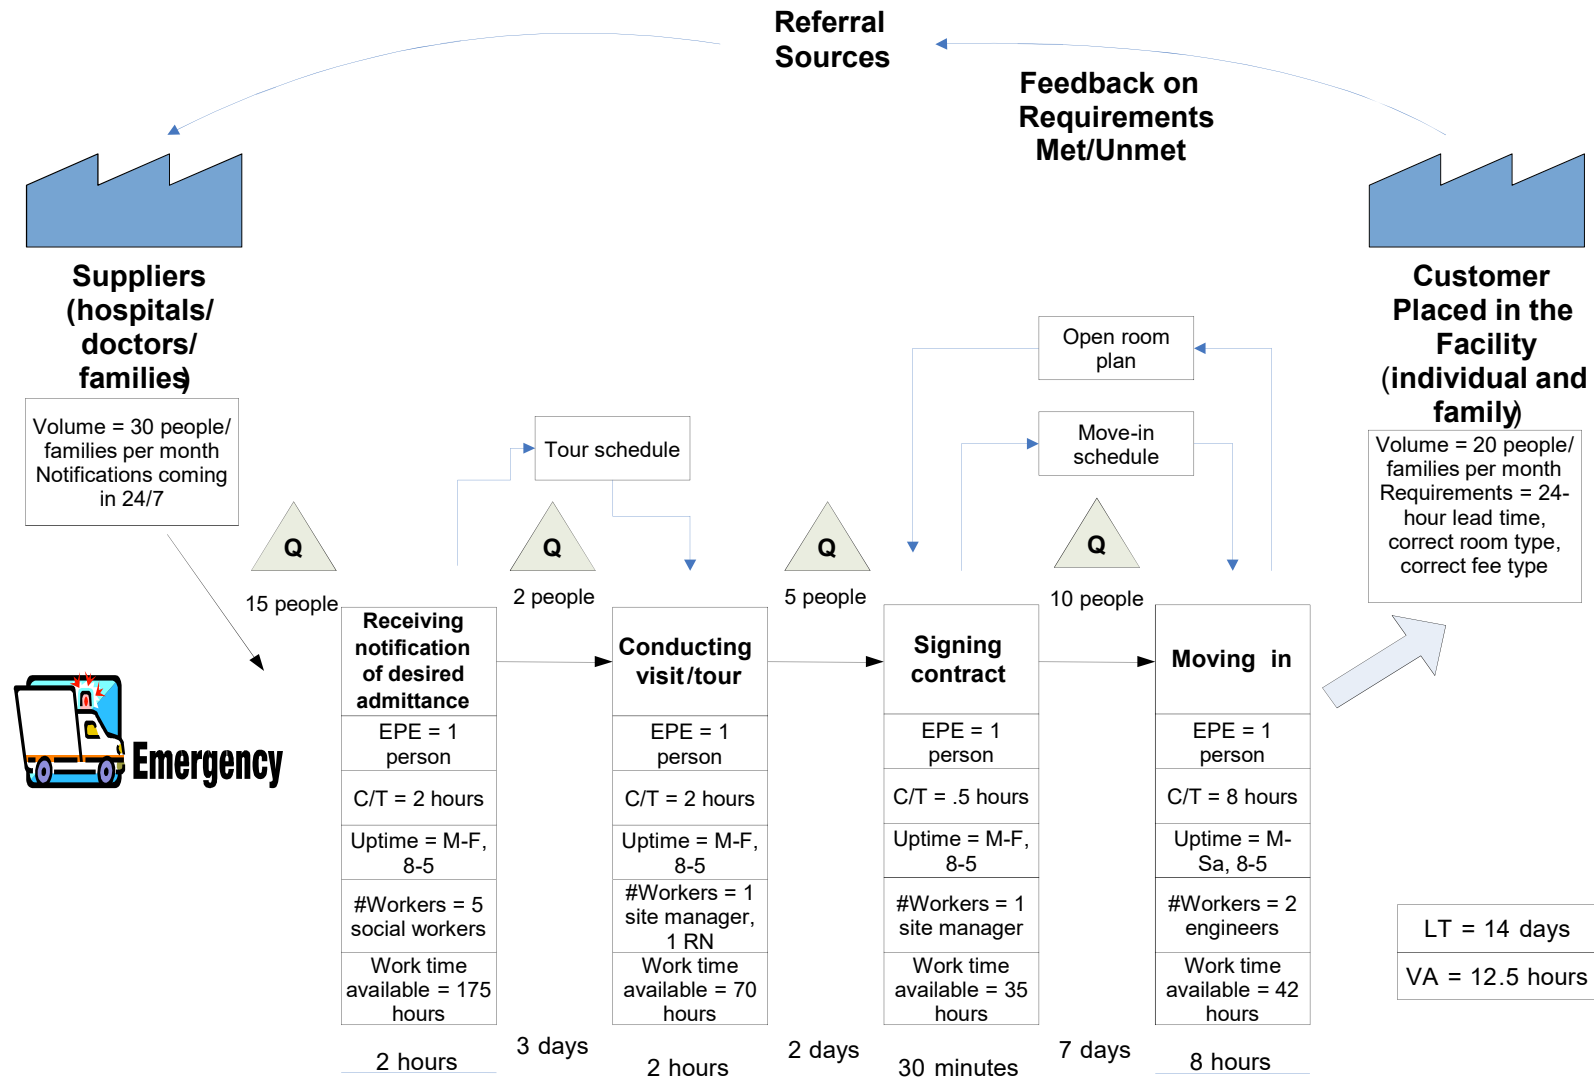 Referral
Sources
Feedback on
Requirements
Met/Unmet
Suppliers
(hospitals/
doctors/
families)
Volume = 30 people/
families per month
Notifications coming
in 24/7
Customer
Placed in the
Facility
(individual and
family)
Volume = 20 people/
families per month
Requirements = 24-
hour lead time,
correct room type,
correct fee type
Open room
plan
Tour schedule
Move-in
schedule
Q
15 people
Q
2 people
Q
5 people
Q
10 people
Emergency
Receiving
notification
of desired
admittance
EPE = 1
person
C/T = 2 hours
Uptime = M-F,
8-5
#Workers = 5
social workers
Work time
available = 175
hours
Conducting
visit/tour
EPE = 1
person
C/T = 2 hours
Uptime = M-F,
8-5
#Workers = 1
site manager,
1 RN
Work time
available = 70
hours
Signing
contract
EPE = 1
person
C/T = .5 hours
Uptime = M-F,
8-5
#Workers = 1
site manager
Work time
available = 35
hours
Moving in
EPE = 1
person
C/T = 8 hours
Uptime = M-
Sa, 8-5
#Workers = 2
engineers
Work time
available = 42
hours
LT = 14 days
VA = 12.5 hours
2 hours
3 days
2 hours
2 days
30 minutes
7 days
8 hours